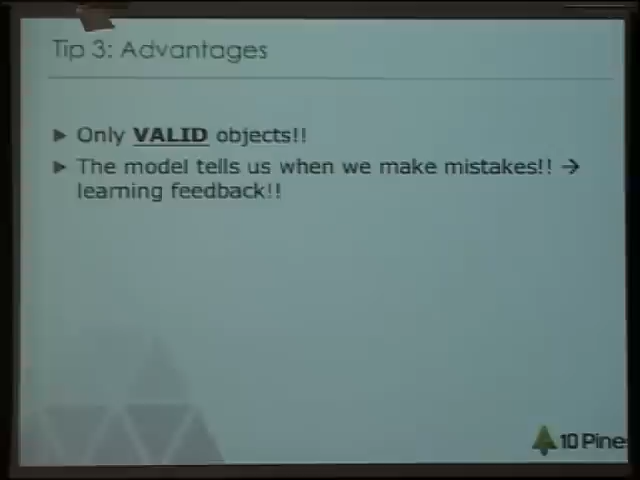 Tip 3: Advantages
Only VALID objects!!
The model tells us when we make mistakes!! →
learning feedback!!
10 Pine